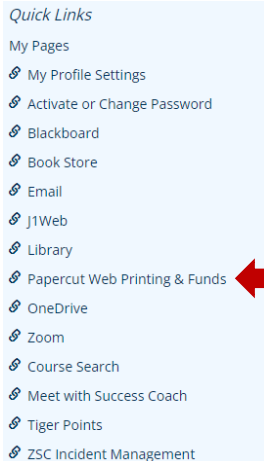 Quick Links
My Pages
My Profile Settings
Activate or Change Password
Blackboard
Book Store
Email
J1Web
Library
Papercut Web Printing & Funds
OneDrive
Zoom
Course Search
Meet with Success Coach
Tiger Points
ZSC Incident Management